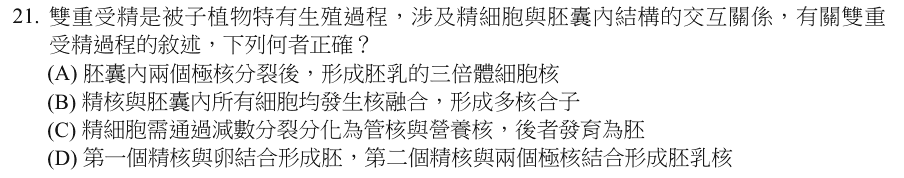 21. 雙重受精是被子植物特有生殖過程，涉及精細胞與胚囊內結構的交互關係，有關雙重
受精過程的敘述，下列何者正確？
(A) 胚囊內兩個極核分裂後，形成胚乳的三倍體細胞核
(B) 精核與胚囊內所有細胞均發生核融合，形成多核合子
(C) 精細胞需通過減數分裂分化為管核與營養核，後者發育為胚
(D) 第一個精核與卵結合形成胚，第二個精核與兩個極核結合形成胚乳核